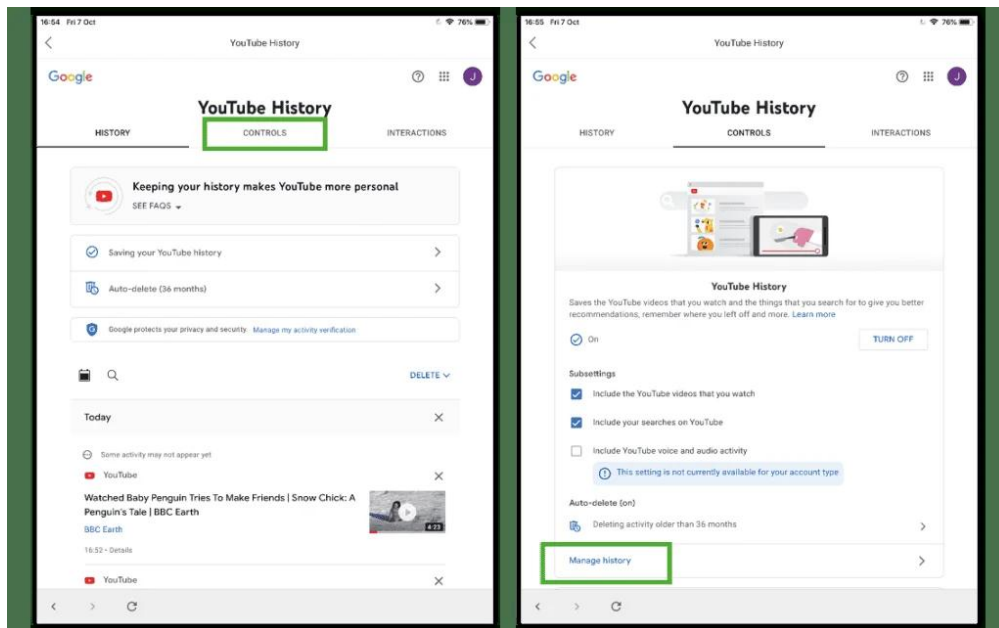 16:54 Fri 7 Oct
76%
YouTube History
Google
J
YouTube History
HISTORY CONTROLS INTERACTIONS
Keeping your history makes YouTube more personal
SEE FAQS
Saving your YouTube history
Auto-delete (36 months)
Google protects your privacy and security. Manage my activity verification
DELETE
Today
Some activity may not appear yet
YouTube
Watched Baby Penguin Tries To Make Friends | Snow Chick: A
Penguin's Tale | BBC Earth
BBC Earth
4:23
16:52 • Details
YouTube
16:55 Fri 7 Oct
76%
YouTube History
Google
J
YouTube History
HISTORY CONTROLS INTERACTIONS
YouTube History
Saves the YouTube videos that you watch and the things that you search for to give you better
recommendations, remember where you left off and more. Learn more
On
TURN OFF
Subsettings
Include the YouTube videos that you watch
Include your searches on YouTube
Include YouTube voice and audio activity
This setting is not currently available for your account type
Auto-delete (on)
Deleting activity older than 36 months
Manage history